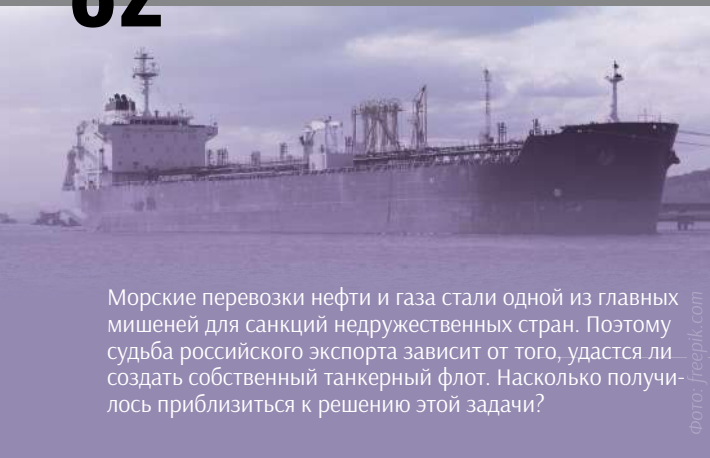 02
Морские перевозки нефти и газа стали одной из главных
мишеней для санкций недружественных стран. Поэтому
судьба российского экспорта зависит от того, удастся ли
создать собственный танкерный флот. Насколько получи-
лось приблизиться к решению этой задачи?
Фото: freepik.com